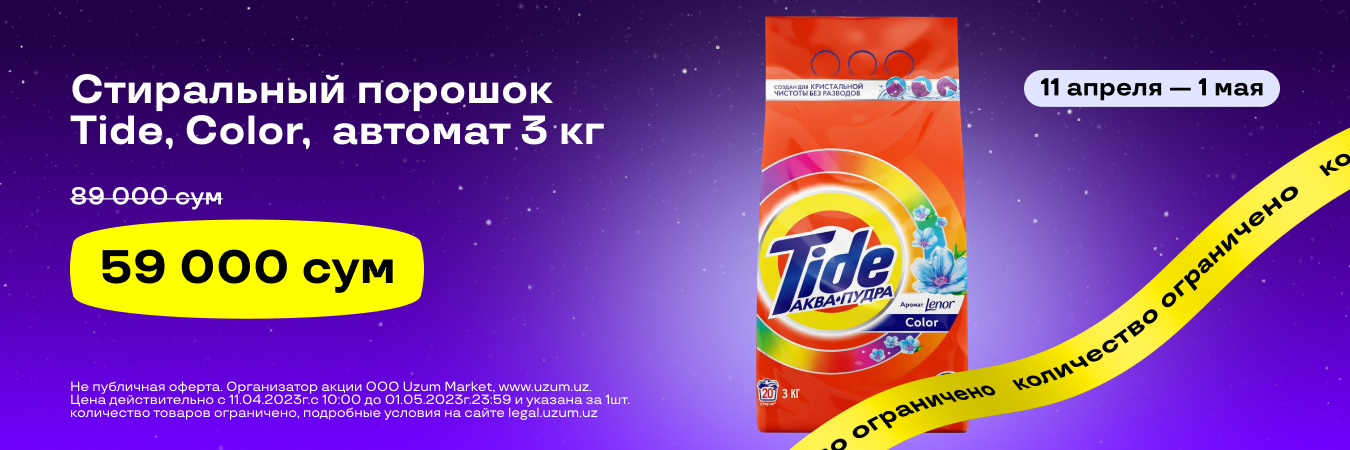 Стиральный порошок
Tide, Color, автомат 3 кг
89 000 сум
59 000 сум
Не публичная оферта. Организатор акции ООО Uzum Market, www.uzum.uz.
Цена действительно с 11.04.2023г.с 10:00 до 01.05.2023г.23:59 и указана за 1шт.
количество товаров ограничено, подробные условия на сайте legal.uzum.uz
СОЗДАН ДЛЯ КРИСТАЛЬНОЙ
ЧИСТОТЫ БЕЗ РАЗВОДОВ
Tide
АКВА•ПУДРА
Аромат Lenor
Color
20
3 КГ
11 апреля — 1 мая
но ограничено количество ограничено ко